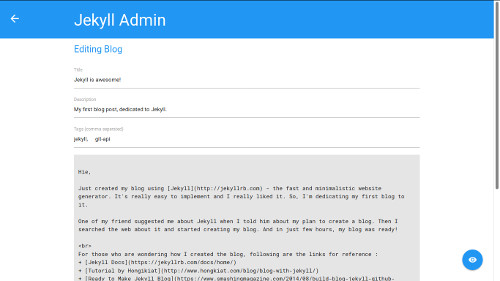 Jekyll Admin
Editing Blog
Title
Jekyll is awesome!
Description
My first blog post, dedicated to Jekyll.
Tags (comma seperated)
jekyll, git-api
Hie,
Just created my blog using [Jekyll](http://jekyllrb.com) - the fast and minimalistic website
generator. It's really easy to implement and I really liked it. So, I'm dedicating my first blog to
it.
One of my friend suggested me about Jekyll when I told him about my plan to create a blog. Then I
searched the web about it and started creating my blog. And in just few hours, my blog was ready!
<br>
For those who are wondering how I created the blog, following are the links for reference :
+ [Jekyll Docs](https://jekyllrb.com/docs/home/)
+ [Tutorial by Hongikiat](http://www.hongkiat.com/blog/blog-with-jekyll/)
+ [Ready to Make Jekyll Blog](https://www.smashingmagazine.com/2014/08/build-blog-jekyll-github-